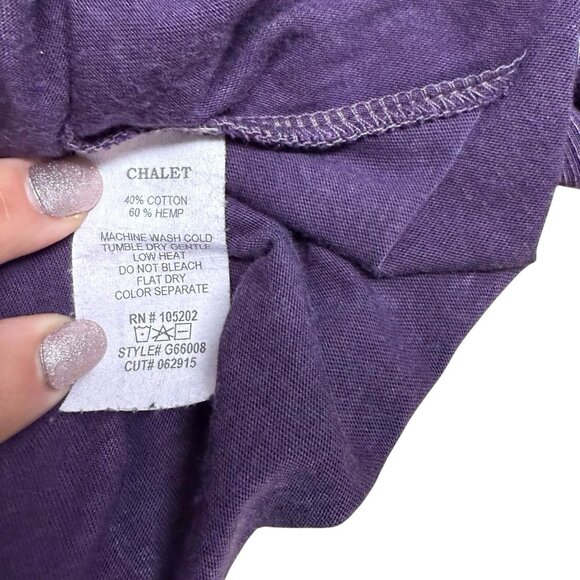 CHALET
40% COTTON
60% HEMP
MACHINE WASH COLD
TUMBLE DRY GENTLE
LOW HEAT
DO NOT BLEACH
FLAT DRY
COLOR SEPARATE
RN # 105202
STYLE# G66008
CUT# 062915